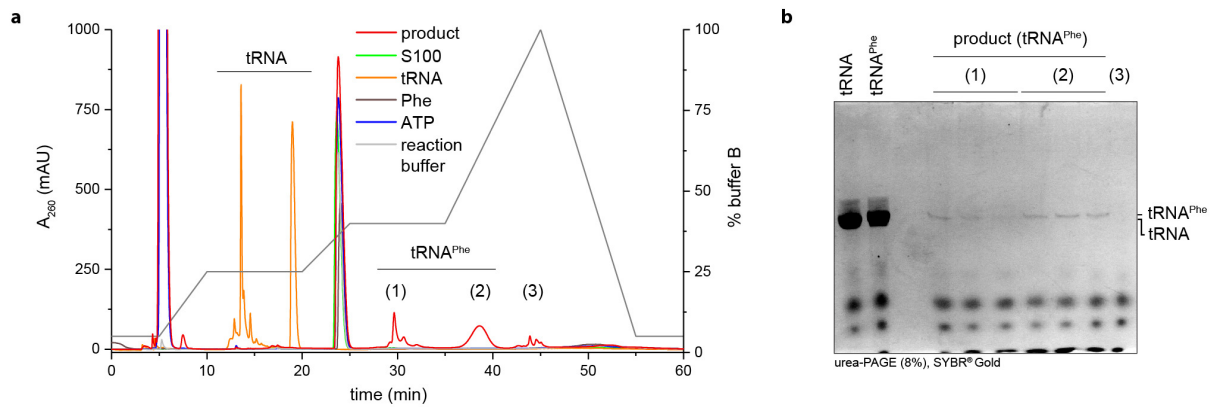 a
1000
750
500
250
0
A260 (mAU)
0
10
20
30
40
50
60
time (min)
100
75
50
25
0
% buffer B
tRNA
product
S100
tRNA
Phe
ATP
reaction
buffer
tRNAPhe
(1)
(2)
(3)
b
tRNA
tRNAPhe
product (tRNAPhe)
(1)
(2)
(3)
tRNAPhe
tRNA
urea-PAGE (8%), SYBR® Gold